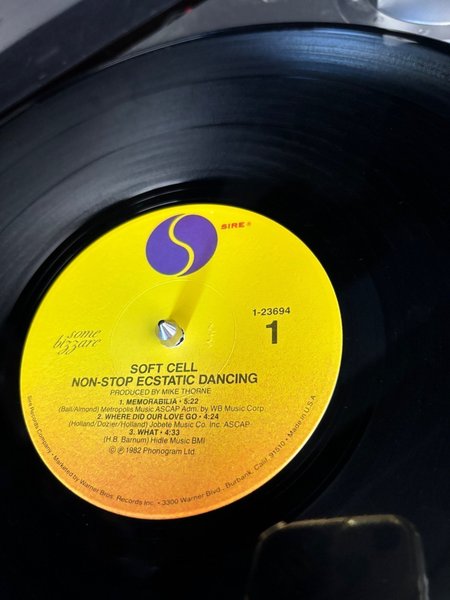 SIRE®
some
bizzare
1-23694
1
SOFT CELL
NON-STOP ECSTATIC DANCING
PRODUCED BY MIKE THORNE
1. MEMORABILIA • 5:22
(Ball/Almond) Metropolis Music ASCAP Adm. by WB Music Corp.
2. WHERE DID OUR LOVE GO • 4:24
(Holland/Dozier/Holland) Jobete Music Co. Inc. ASCAP
3. WHAT • 4:33
(H.B. Barnum) Hidle Music BMI
© ℗ 1982 Phonogram Ltd.
Sire Records Company • Marketed by Warner Bros. Records Inc. • 3300 Warner Blvd., Burbank, Calif. 91510 • Made in U.S.A.